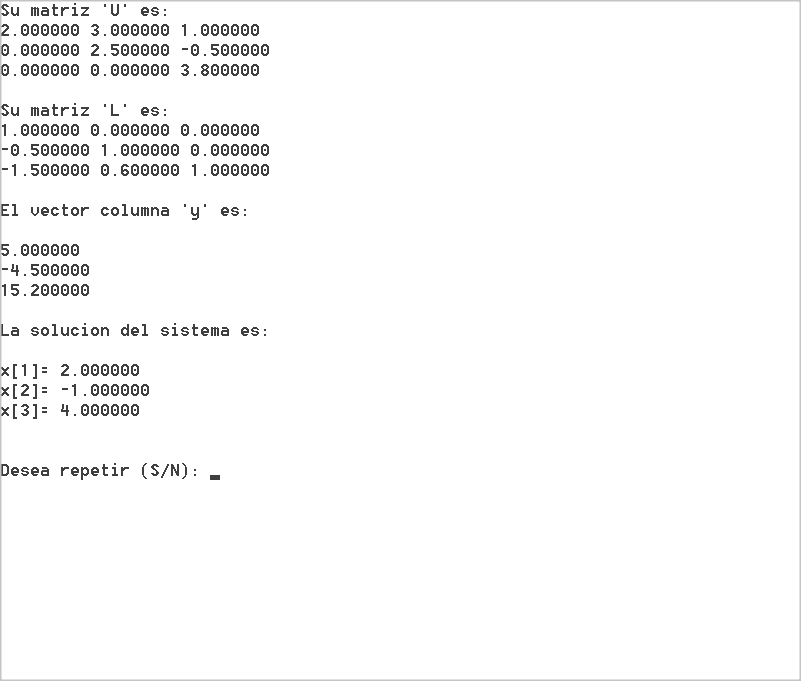 Su matriz 'U' es:
2.000000 3.000000 1.000000
0.000000 2.500000 -0.500000
0.000000 0.000000 3.800000
Su matriz 'L' es:
1.000000 0.000000 0.000000
-0.500000 1.000000 0.000000
-1.500000 0.600000 1.000000
El vector columna 'y' es:
5.000000
-4.500000
15.200000
La solucion del sistema es:
x[1]= 2.000000
x[2]= -1.000000
x[3]= 4.000000
Desea repetir (S/N): _